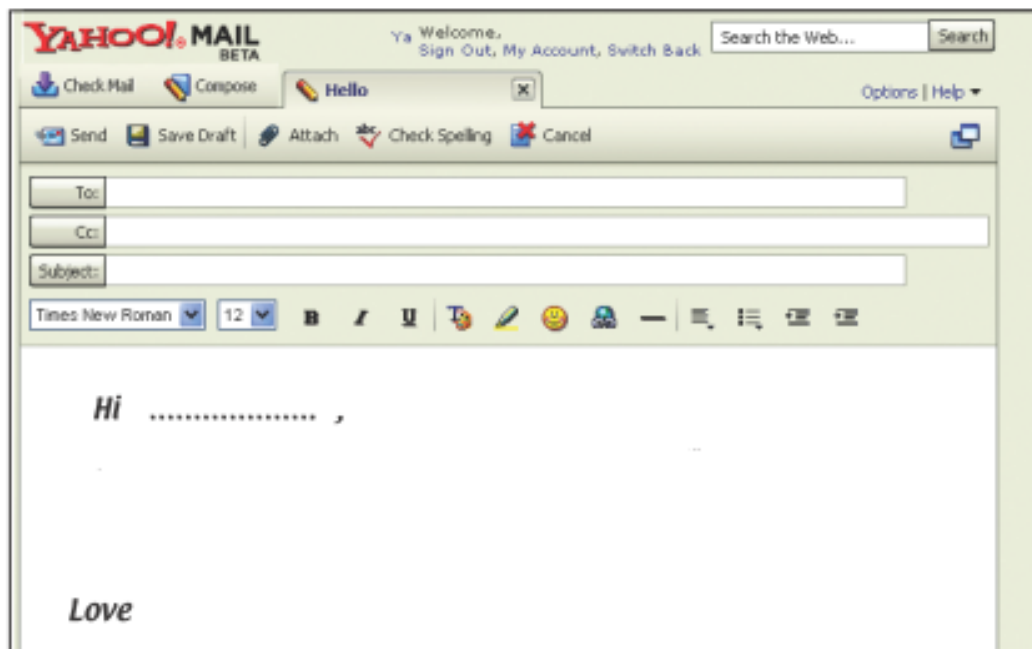 YAHOO! MAIL
BETA
Ya Welcome,
Sign Out, My Account, Switch Back
Search the Web...
Search
Check Mail
Compose
Hello
Options | Help
Send
Save Draft
Attach
Check Spelling
Cancel
To:
Cc:
Subject:
Times New Roman
12
B I U
Hi ................... ,
Love